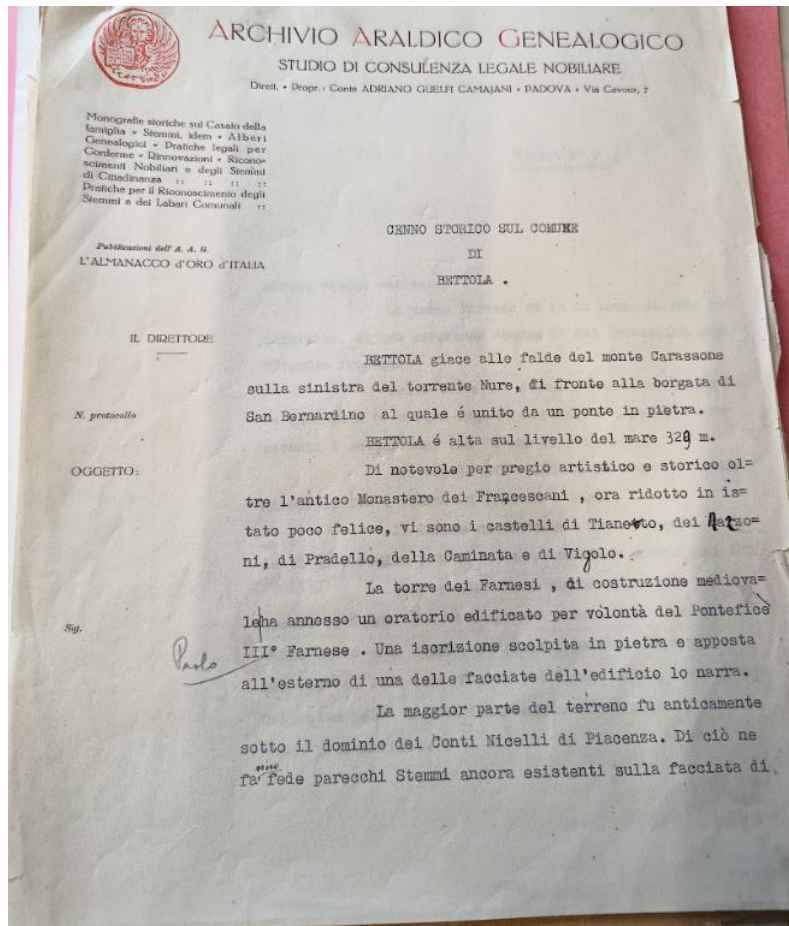 ARCHIVIO ARALDICO GENEALOGICO
STUDIO DI CONSULENZA LEGALE NOBILIARE
Dirett. • Propr.: Conte ADRIANO GUELFI CAMAJANI • PADOVA • Via Cavour, 7
Monografie storiche sul Casato della
famiglia • Stemmi, idem • Alberi
Genealogici • Pratiche legali per
Conferme • Rinnovazioni • Ricono-
scimenti Nobiliari e degli Stemmi
di Cittadinanza :: :: :: ::
Pratiche per il Riconoscimento degli
Stemmi e dei Labari Comunali ::
CENNO STORICO SUL COMUNE
DI
BETTOLA .
Pubblicazioni dell'A. A. G.
L'ALMANACCO d'ORO d'ITALIA
IL DIRETTORE
BETTOLA giace alle falde del monte Carassone
sulla sinistra del torrente Nure, di fronte alla borgata di
N. protocollo
San Bernardino al quale é unito da un ponte in pietra.
BETTOLA é alta sul livello del mare 329 m.
OGGETTO:
Di notevole per pregio artistico e storico ol=
tre l'antico Monastero dei Francescani , ora ridotto in is=
tato poco felice, vi sono i castelli di Tianetto, dei
ni, di Pradello, della Caminata e di Vigolo.
La torre dei Farnesi , di costruzione mediova=
le ha annesso un oratorio edificato per volontà del Pontefice
Sig.
Paolo
III° Farnese . Una iscrizione scolpita in pietra e apposta
all'esterno di una delle facciate dell'edificio lo narra.
La maggior parte del terreno fu anticamente
sotto il dominio dei Conti Nicelli di Piacenza. Di ciò ne
fanno fede parecchi Stemmi ancora esistenti sulla facciata di